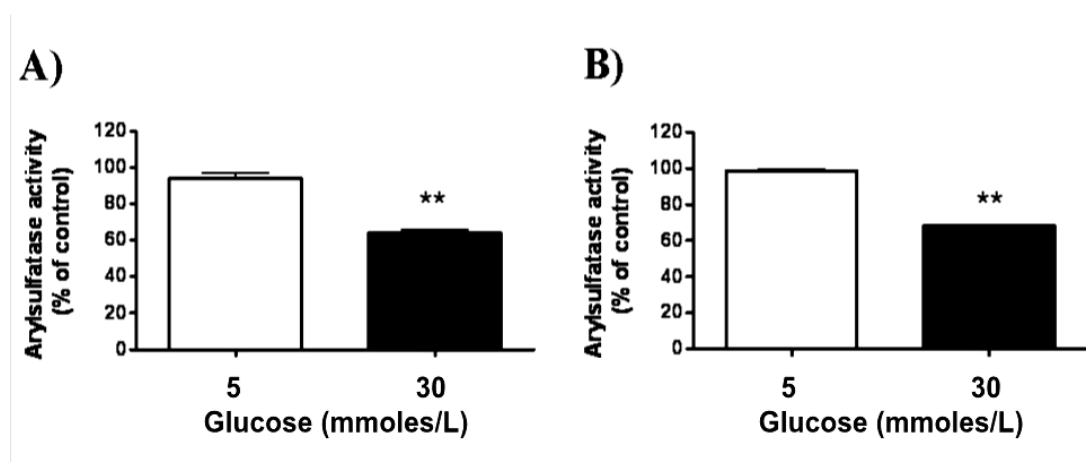 A)
Arylsulfatase activity
(% of control)
120
100
80
60
40
20
0
**
5 30
Glucose (mmoles/L)
B)
Arylsulfatase activity
(% of control)
120
100
80
60
40
20
0
**
5 30
Glucose (mmoles/L)